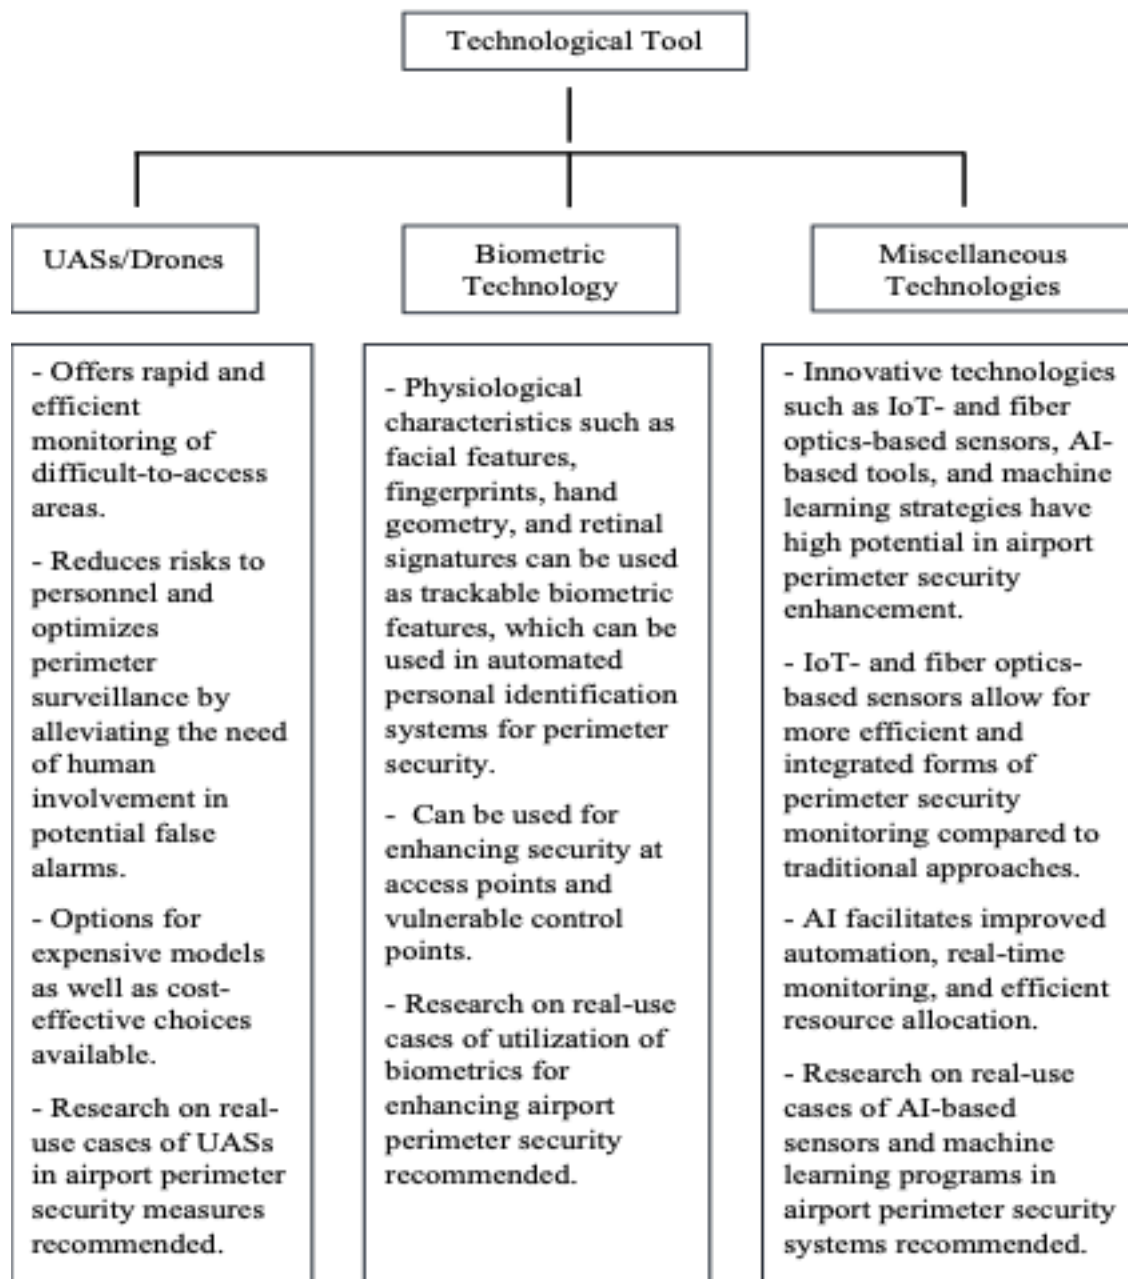 Technological Tool
UASs/Drones
Biometric
Technology
Miscellaneous
Technologies
- Offers rapid and
efficient
monitoring of
difficult-to-access
areas.
- Reduces risks to
personnel and
optimizes
perimeter
surveillance by
alleviating the need
of human
involvement in
potential false
alarms.
- Options for
expensive models
as well as cost-
effective choices
available.
- Research on real-
use cases of UASs
in airport perimeter
security measures
recommended.
- Physiological
characteristics such as
facial features,
fingerprints, hand
geometry, and retinal
signatures can be used
as trackable biometric
features, which can be
used in automated
personal identification
systems for perimeter
security.
- Can be used for
enhancing security at
access points and
vulnerable control
points.
- Research on real-use
cases of utilization of
biometrics for
enhancing airport
perimeter security
recommended.
- Innovative technologies
such as IoT- and fiber
optics-based sensors, AI-
based tools, and machine
learning strategies have
high potential in airport
perimeter security
enhancement.
- IoT- and fiber optics-
based sensors allow for
more efficient and
integrated forms of
perimeter security
monitoring compared to
traditional approaches.
- AI facilitates improved
automation, real-time
monitoring, and efficient
resource allocation.
- Research on real-use
cases of AI-based
sensors and machine
learning programs in
airport perimeter security
systems recommended.